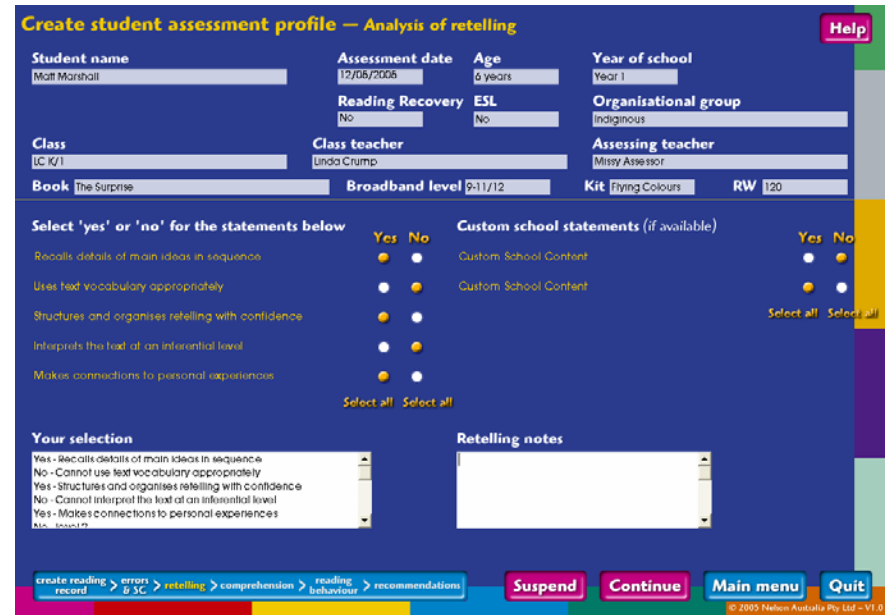 Create student assessment profile — Analysis of retelling
Help
Student name
Assessment date
Age
Year of school
Matt Marshall
12/05/2005
6 years
Year 1
Reading Recovery
ESL
Organisational group
No
No
Indiginous
Class
Class teacher
Assessing teacher
LC K/1
Linda Crump
Missy Assessor
Book The Surprise
Broadband level 9-11/12
Kit Flying Colours
RW 120
Select 'yes' or 'no' for the statements below
Yes No
Recalls details of main ideas in sequence
Uses text vocabulary appropriately
Structures and organises retelling with confidence
Interprets the text at an inferential level
Makes connections to personal experiences
Select all Select all
Custom school statements (if available)
Yes No
Custom School Content
Custom School Content
Select all Select all
Your selection
Yes - Recalls details of main ideas in sequence
No - Cannot use text vocabulary appropriately
Yes - Structures and organises retelling with confidence
No - Cannot interpret the text at an inferential level
Yes - Makes connections to personal experiences
Retelling notes
create reading record > errors & SC > retelling > comprehension > reading behaviour > recommendations
Suspend
Continue
Main menu
Quit
© 2005 Nelson Australia Pty Ltd – V1.0